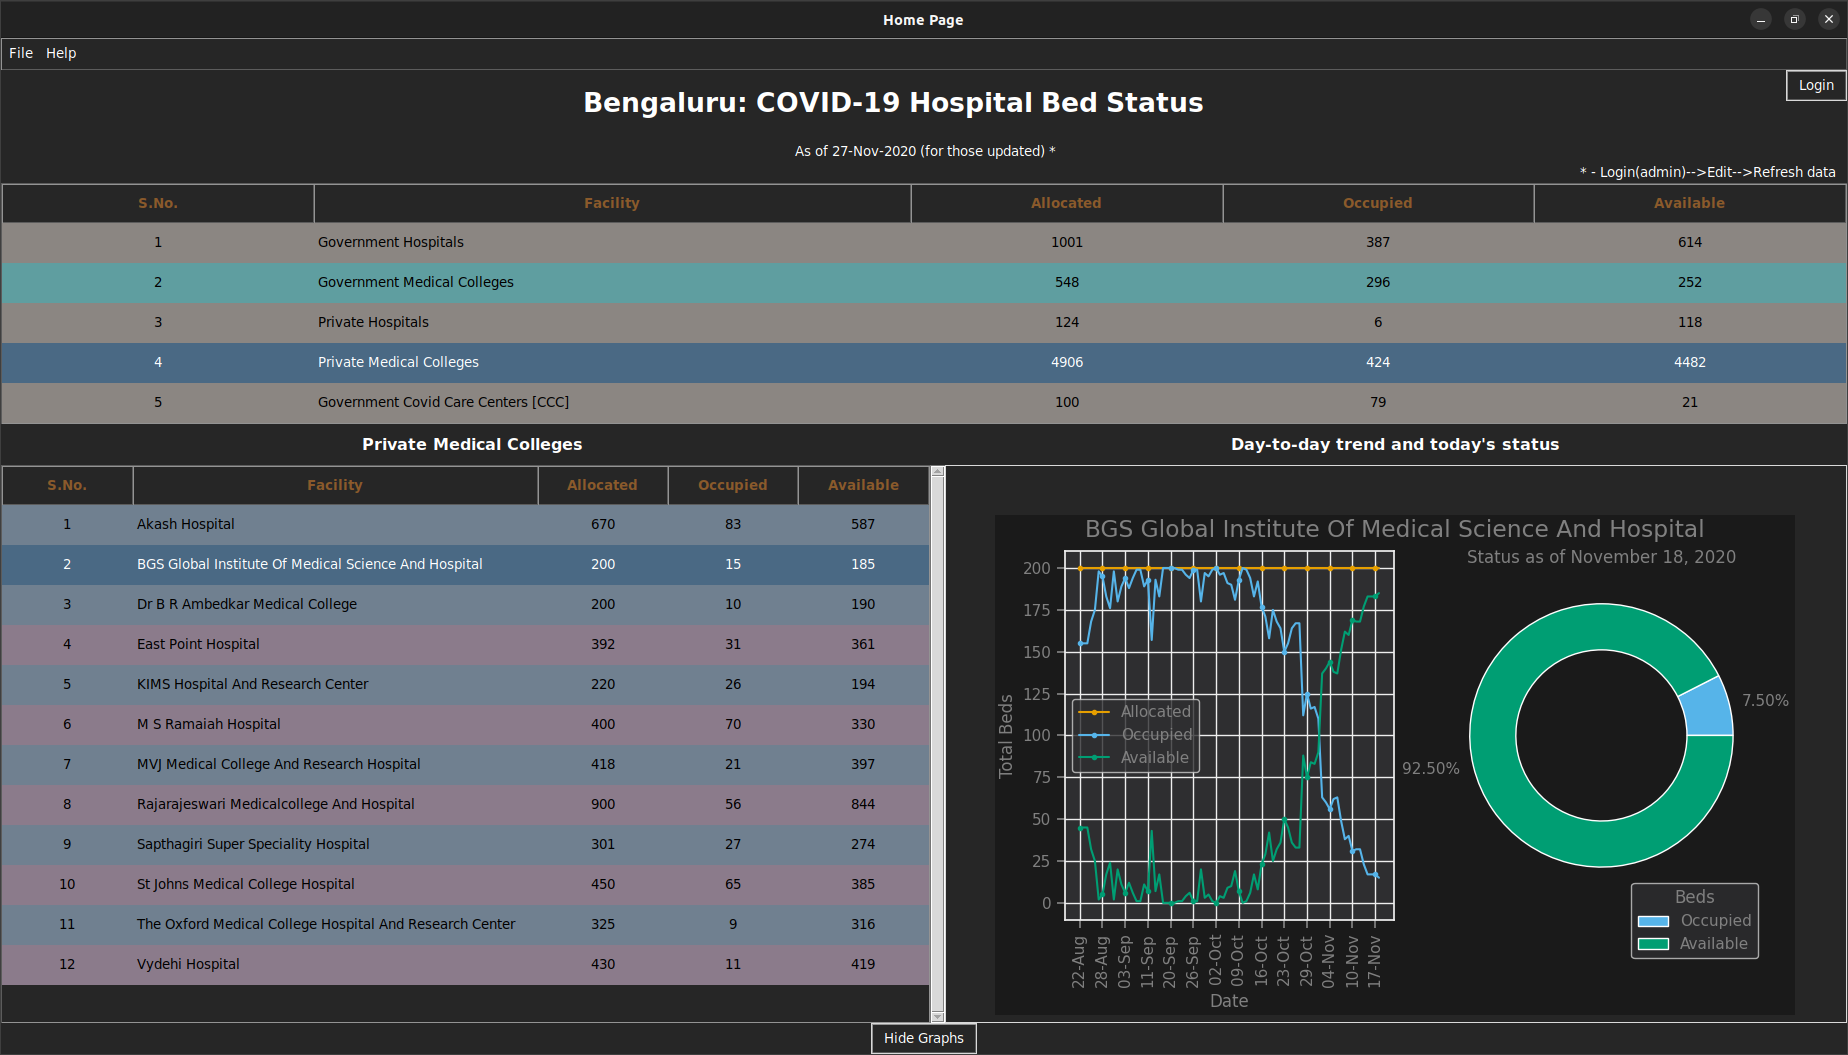 Home Page
File Help
Login
Bengaluru: COVID-19 Hospital Bed Status
As of 27-Nov-2020 (for those updated) *
* - Login(admin)-->Edit-->Refresh data
S.No. Facility Allocated Occupied Available
1 Government Hospitals 1001 387 614
2 Government Medical Colleges 548 296 252
3 Private Hospitals 124 6 118
4 Private Medical Colleges 4906 424 4482
5 Government Covid Care Centers [CCC] 100 79 21
Private Medical Colleges
S.No. Facility Allocated Occupied Available
1 Akash Hospital 670 83 587
2 BGS Global Institute Of Medical Science And Hospital 200 15 185
3 Dr B R Ambedkar Medical College 200 10 190
4 East Point Hospital 392 31 361
5 KIMS Hospital And Research Center 220 26 194
6 M S Ramaiah Hospital 400 70 330
7 MVJ Medical College And Research Hospital 418 21 397
8 Rajarajeswari Medicalcollege And Hospital 900 56 844
9 Sapthagiri Super Speciality Hospital 301 27 274
10 St Johns Medical College Hospital 450 65 385
11 The Oxford Medical College Hospital And Research Center 325 9 316
12 Vydehi Hospital 430 11 419
Day-to-day trend and today's status
BGS Global Institute Of Medical Science And Hospital
Status as of November 18, 2020
200
175
150
125
100
75
50
25
0
Total Beds
Allocated
Occupied
Available
22-Aug
28-Aug
03-Sep
11-Sep
20-Sep
26-Sep
02-Oct
09-Oct
16-Oct
23-Oct
29-Oct
04-Nov
10-Nov
17-Nov
Date
7.50%
92.50%
Beds
Occupied
Available
Hide Graphs